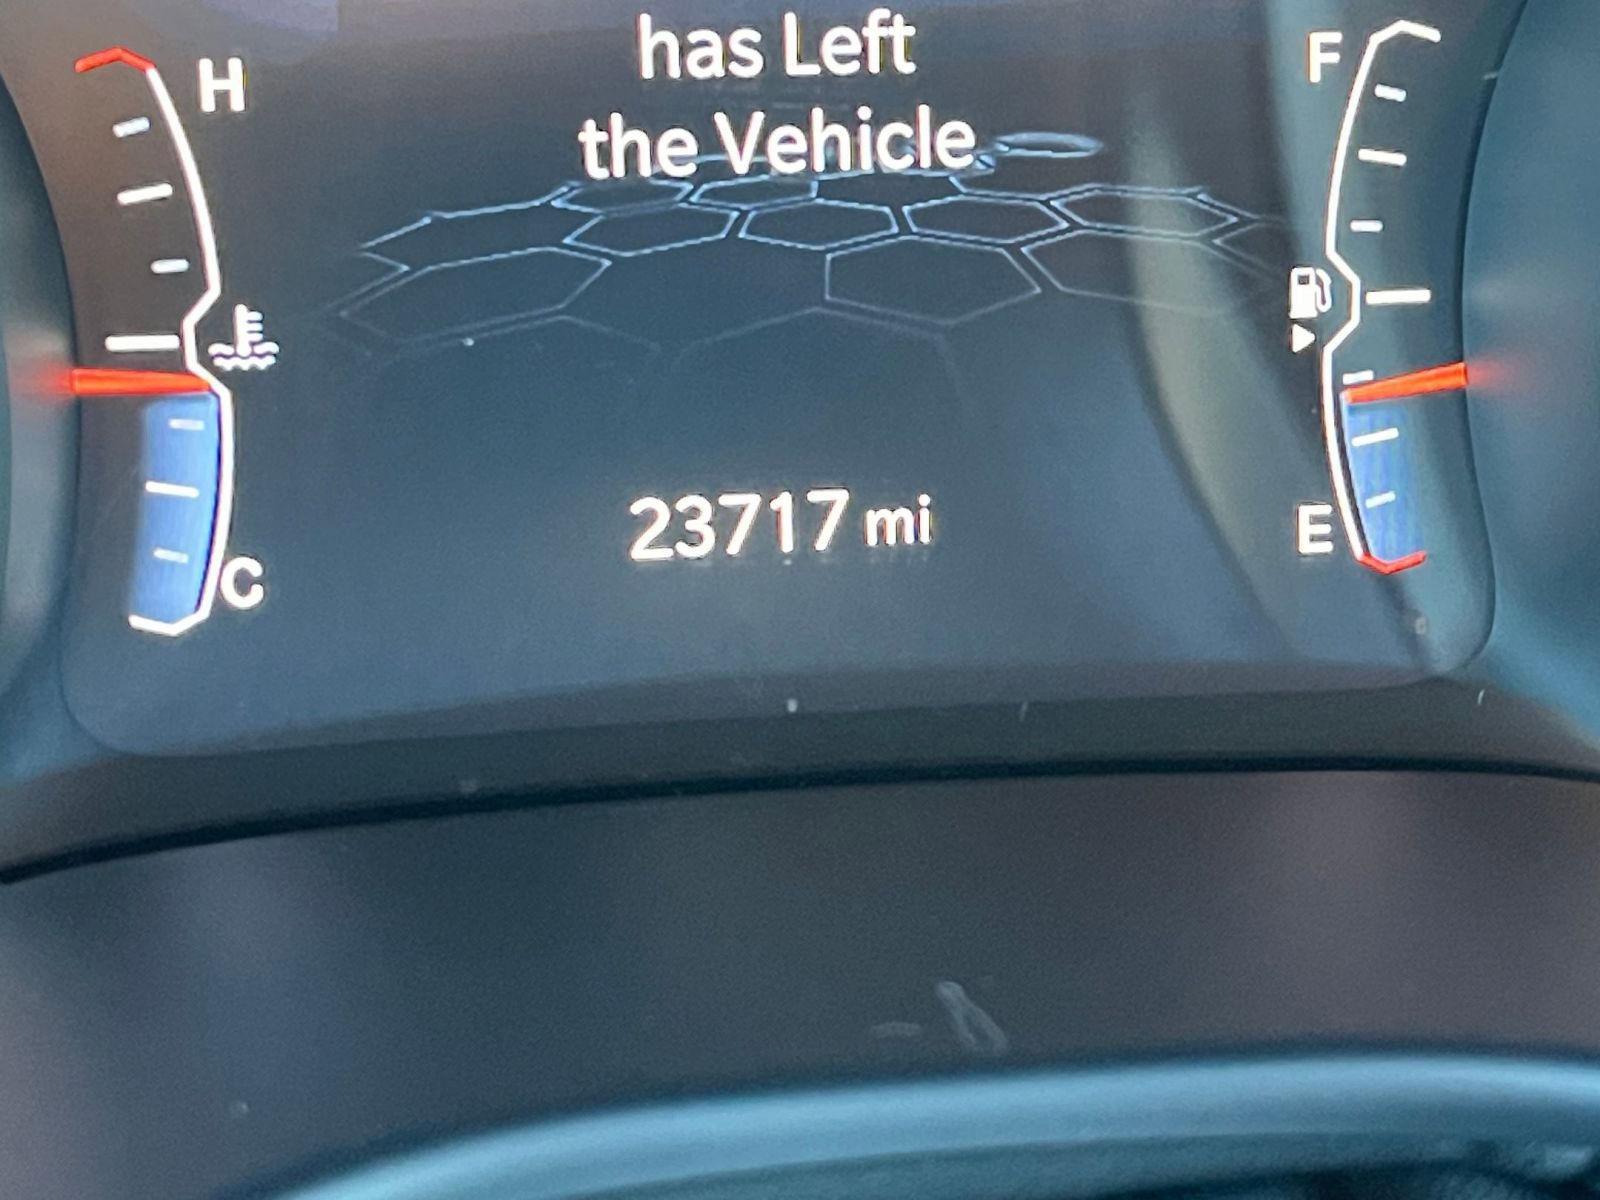 has Left
the Vehicle
H
F
23717 mi
C
E